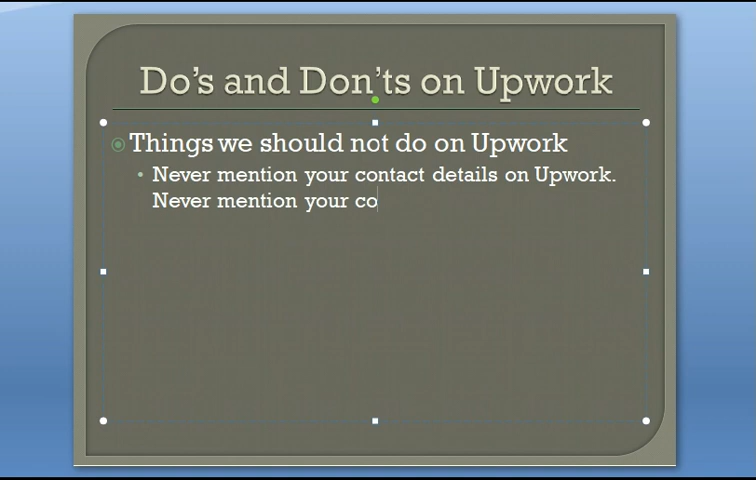 Do's and Don'ts on Upwork
Things we should not do on Upwork
Never mention your contact details on Upwork.
Never mention your co